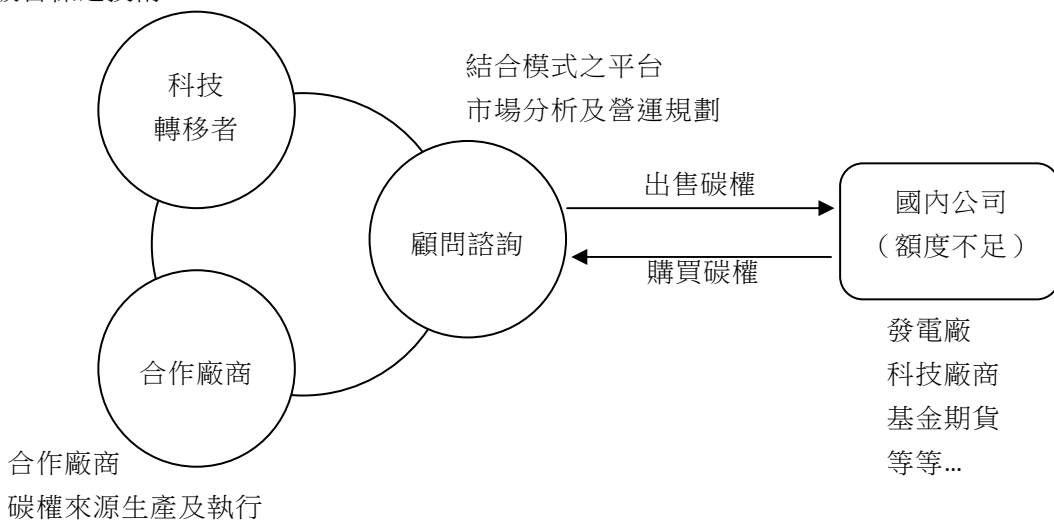 科技
轉移者
結合模式之平台
市場分析及營運規劃
出售碳權
國內公司
（額度不足）
顧問諮詢
購買碳權
發電廠
科技廠商
基金期貨
等等...
合作廠商
合作廠商
碳權來源生產及執行